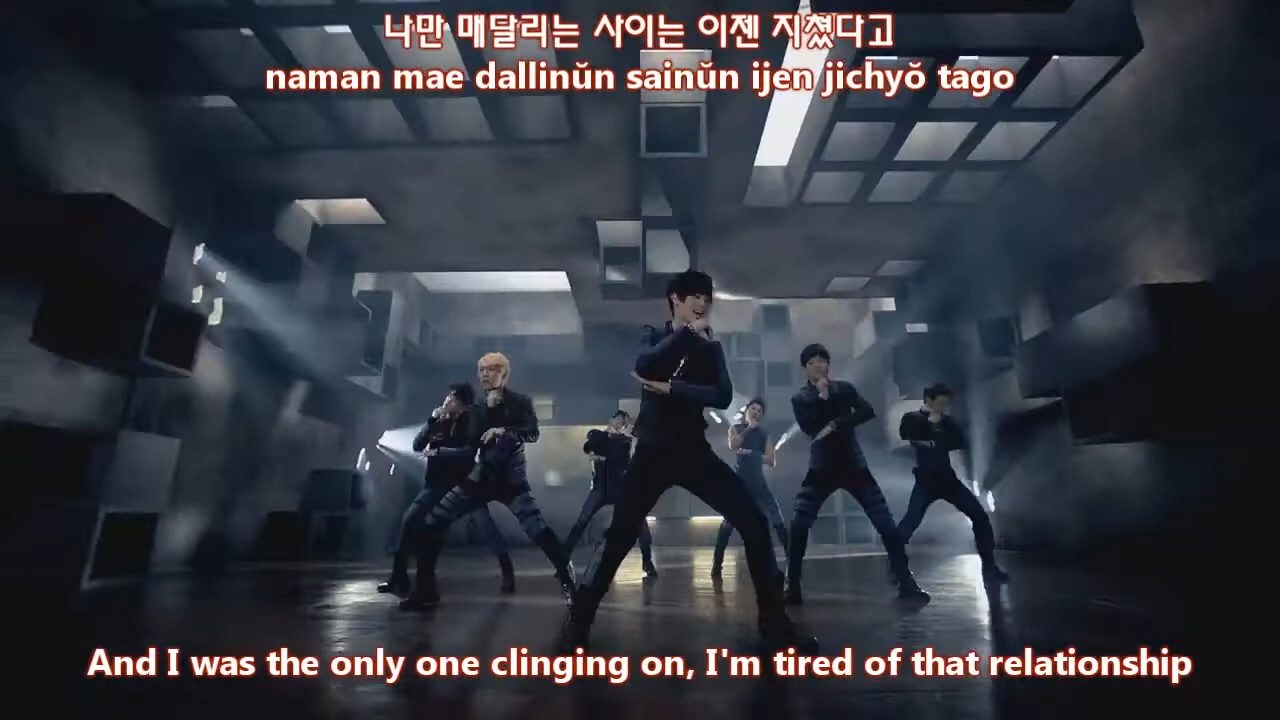 나만 매달리는 사이는 이젠 지쳤다고
naman mae dallinŭn sainŭn ijen jichyŏ tago
And I was the only one clinging on, I'm tired of that relationship